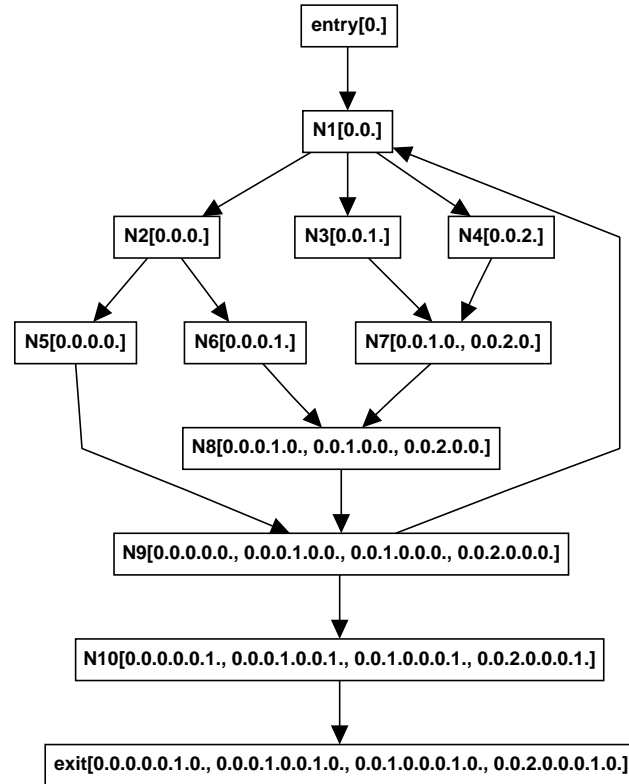 entry[0.]
N1[0.0.]
N2[0.0.0.]
N3[0.0.1.]
N4[0.0.2.]
N5[0.0.0.0.]
N6[0.0.0.1.]
N7[0.0.1.0., 0.0.2.0.]
N8[0.0.0.1.0., 0.0.1.0.0., 0.0.2.0.0.]
N9[0.0.0.0.0., 0.0.0.1.0.0., 0.0.1.0.0.0., 0.0.2.0.0.0.]
N10[0.0.0.0.0.1., 0.0.0.1.0.0.1., 0.0.1.0.0.0.1., 0.0.2.0.0.0.1.]
exit[0.0.0.0.0.1.0., 0.0.0.1.0.0.1.0., 0.0.1.0.0.0.1.0., 0.0.2.0.0.0.1.0.]